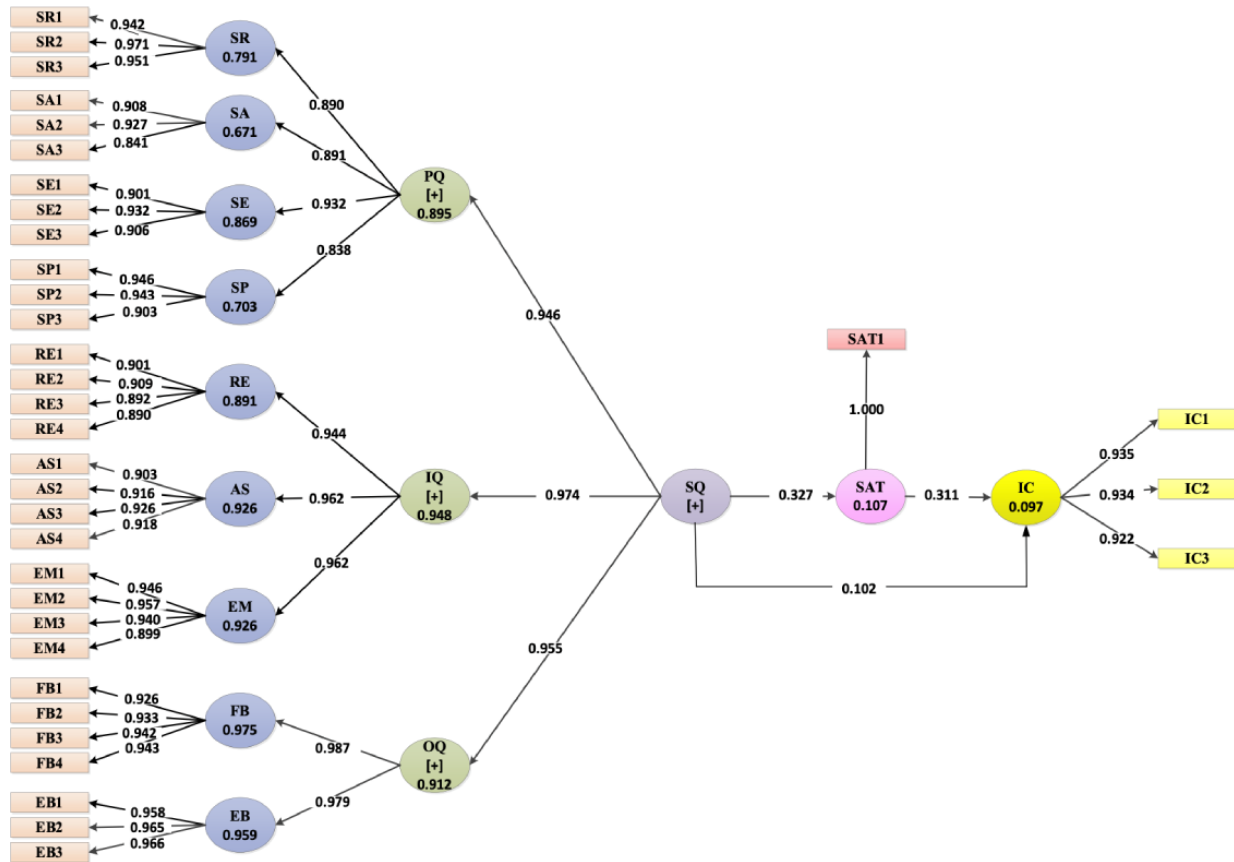 SR1
SR2
SR3
0.942
0.971
0.951
SR
0.791
SA1
SA2
SA3
0.908
0.927
0.841
SA
0.671
SE1
SE2
SE3
0.901
0.932
0.906
SE
0.869
SP1
SP2
SP3
0.946
0.943
0.903
SP
0.703
0.890
0.891
0.932
0.838
PQ
[+]
0.895
RE1
RE2
RE3
RE4
0.901
0.909
0.892
0.890
RE
0.891
AS1
AS2
AS3
AS4
0.903
0.916
0.926
0.918
AS
0.926
EM1
EM2
EM3
EM4
0.946
0.957
0.940
0.899
EM
0.926
0.944
0.962
0.962
IQ
[+]
0.948
FB1
FB2
FB3
FB4
0.926
0.933
0.942
0.943
FB
0.975
EB1
EB2
EB3
0.958
0.965
0.966
EB
0.959
0.987
0.979
OQ
[+]
0.912
0.946
0.974
0.955
SQ
[+]
0.327
0.102
SAT1
1.000
SAT
0.107
0.311
IC
0.097
0.935
0.934
0.922
IC1
IC2
IC3